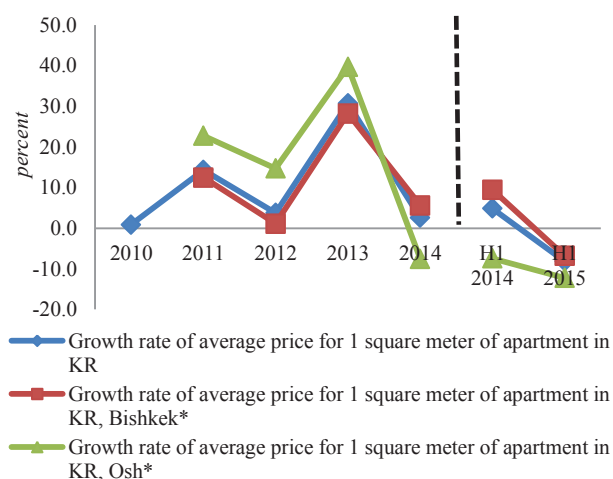 50.0
40.0
30.0
20.0
10.0
0.0
-10.0
-20.0
percent
2010 2011 2012 2013 2014 H1 H1
2014 2015
Growth rate of average price for 1 square meter of apartment in
KR
Growth rate of average price for 1 square meter of apartment in
KR, Bishkek*
Growth rate of average price for 1 square meter of apartment in
KR, Osh*